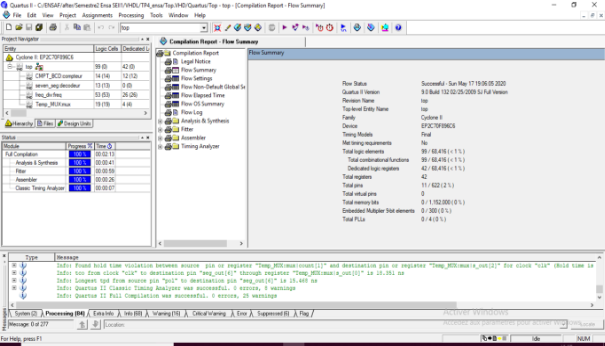 Quartus II - C:/ENSAF/after/Semestre2 Ensa SEII/VHDL/TP4_ensa/Top.VHD/Quartus/Top - top - [Compilation Report - Flow Summary]
File Edit View Project Assignments Processing Tools Window Help
top
Project Navigator
Entity Logic Cells Dedicated L
Cyclone II: EP2C70F896C6
top 99 (0) 42 (0)
CMPT_BCD:compteur 14 (14) 12 (12)
seven_seg:decodeur 13 (13) 0 (0)
freq_div:freq 53 (53) 26 (26)
Temp_MUX:mux 19 (19) 4 (4)
Hierarchy Files Design Units
Status
Module Progress % Time
Full Compilation 100 % 00:02:13
Analysis & Synthesis 100 % 00:00:41
Fitter 100 % 00:00:59
Assembler 100 % 00:00:26
Classic Timing Analyzer 100 % 00:00:07
Compilation Report - Flow Summary
Compilation Report
Legal Notice
Flow Summary
Flow Settings
Flow Non-Default Global Se
Flow Elapsed Time
Flow OS Summary
Flow Log
Analysis & Synthesis
Fitter
Assembler
Timing Analyzer
Flow Summary
Flow Status Successful - Sun May 17 19:06:05 2020
Quartus II Version 9.0 Build 132 02/25/2009 SJ Full Version
Revision Name top
Top-level Entity Name top
Family Cyclone II
Device EP2C70F896C6
Timing Models Final
Met timing requirements No
Total logic elements 99 / 68,416 ( < 1 % )
Total combinational functions 99 / 68,416 ( < 1 % )
Dedicated logic registers 42 / 68,416 ( < 1 % )
Total registers 42
Total pins 11 / 622 ( 2 % )
Total virtual pins 0
Total memory bits 0 / 1,152,000 ( 0 % )
Embedded Multiplier 9-bit elements 0 / 300 ( 0 % )
Total PLLs 0 / 4 ( 0 % )
Type Message
Info: Found hold time violation between source pin or register "Temp_MUX:mux|count[1]" and destination pin or register "Temp_MUX:mux|s_out[2]" for clock "clk" (Hold time is
Info: tco from clock "clk" to destination pin "seg_out[4]" through register "Temp_MUX:mux|s_out[0]" is 18.381 ns
Info: Longest tpd from source pin "pc1" to destination pin "seg_out[4]" is 15.465 ns
Info: Quartus II Classic Timing Analyzer was successful. 0 errors, 8 warnings
Info: Quartus II Full Compilation was successful. 0 errors, 25 warnings
System (2) Processing (84) Extra Info Info (68) Warning (16) Critical Warning Error Suppressed (6) Flag
Message: 0 of 277 Location: Locate
Activer Windows
Accédez aux paramètres pour activer Windows.
For Help, press F1 Idle NUM